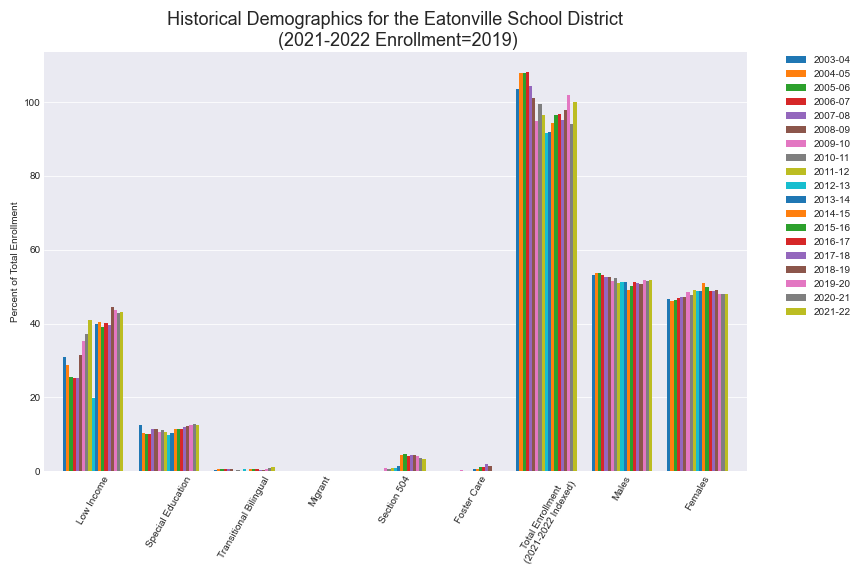 Historical Demographics for the Eatonville School District
(2021-2022 Enrollment=2019)
Percent of Total Enrollment
100
80
60
40
20
0
Low Income
Special Education
Transitional Bilingual
Migrant
Section 504
Foster Care
Total Enrollment
(2021-2022 Indexed)
Males
Females
2003-04
2004-05
2005-06
2006-07
2007-08
2008-09
2009-10
2010-11
2011-12
2012-13
2013-14
2014-15
2015-16
2016-17
2017-18
2018-19
2019-20
2020-21
2021-22